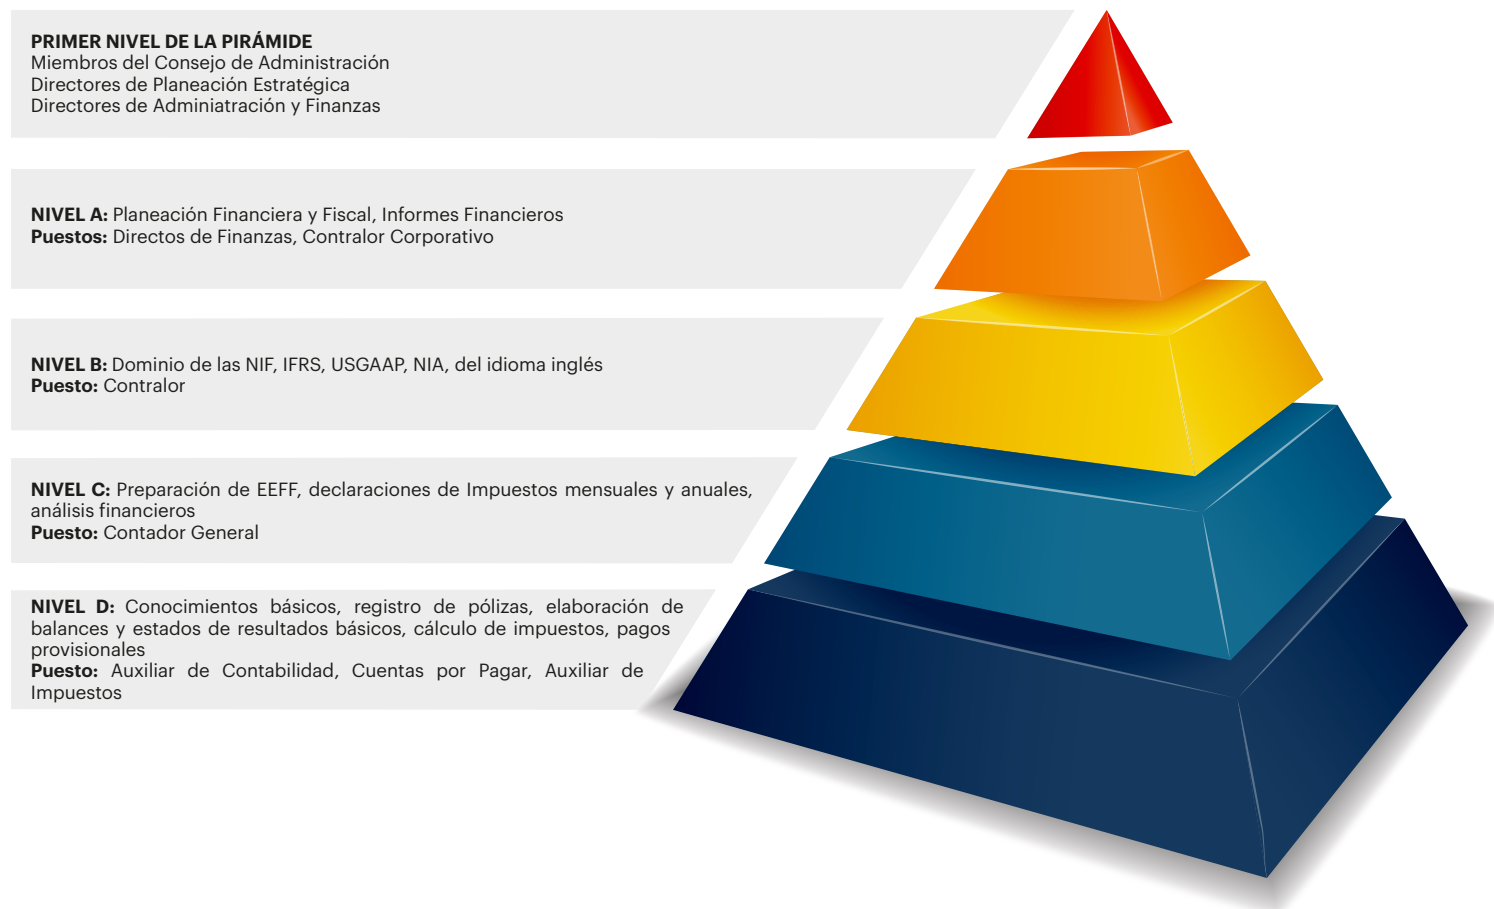 PRIMER NIVEL DE LA PIRÁMIDE
Miembros del Consejo de Administración
Directores de Planeación Estratégica
Directores de Adminiatración y Finanzas
NIVEL A: Planeación Financiera y Fiscal, Informes Financieros
Puestos: Directos de Finanzas, Contralor Corporativo
NIVEL B: Dominio de las NIF, IFRS, USGAAP, NIA, del idioma inglés
Puesto: Contralor
NIVEL C: Preparación de EEFF, declaraciones de Impuestos mensuales y anuales,
análisis financieros
Puesto: Contador General
NIVEL D: Conocimientos básicos, registro de pólizas, elaboración de
balances y estados de resultados básicos, cálculo de impuestos, pagos
provisionales
Puesto: Auxiliar de Contabilidad, Cuentas por Pagar, Auxiliar de
Impuestos